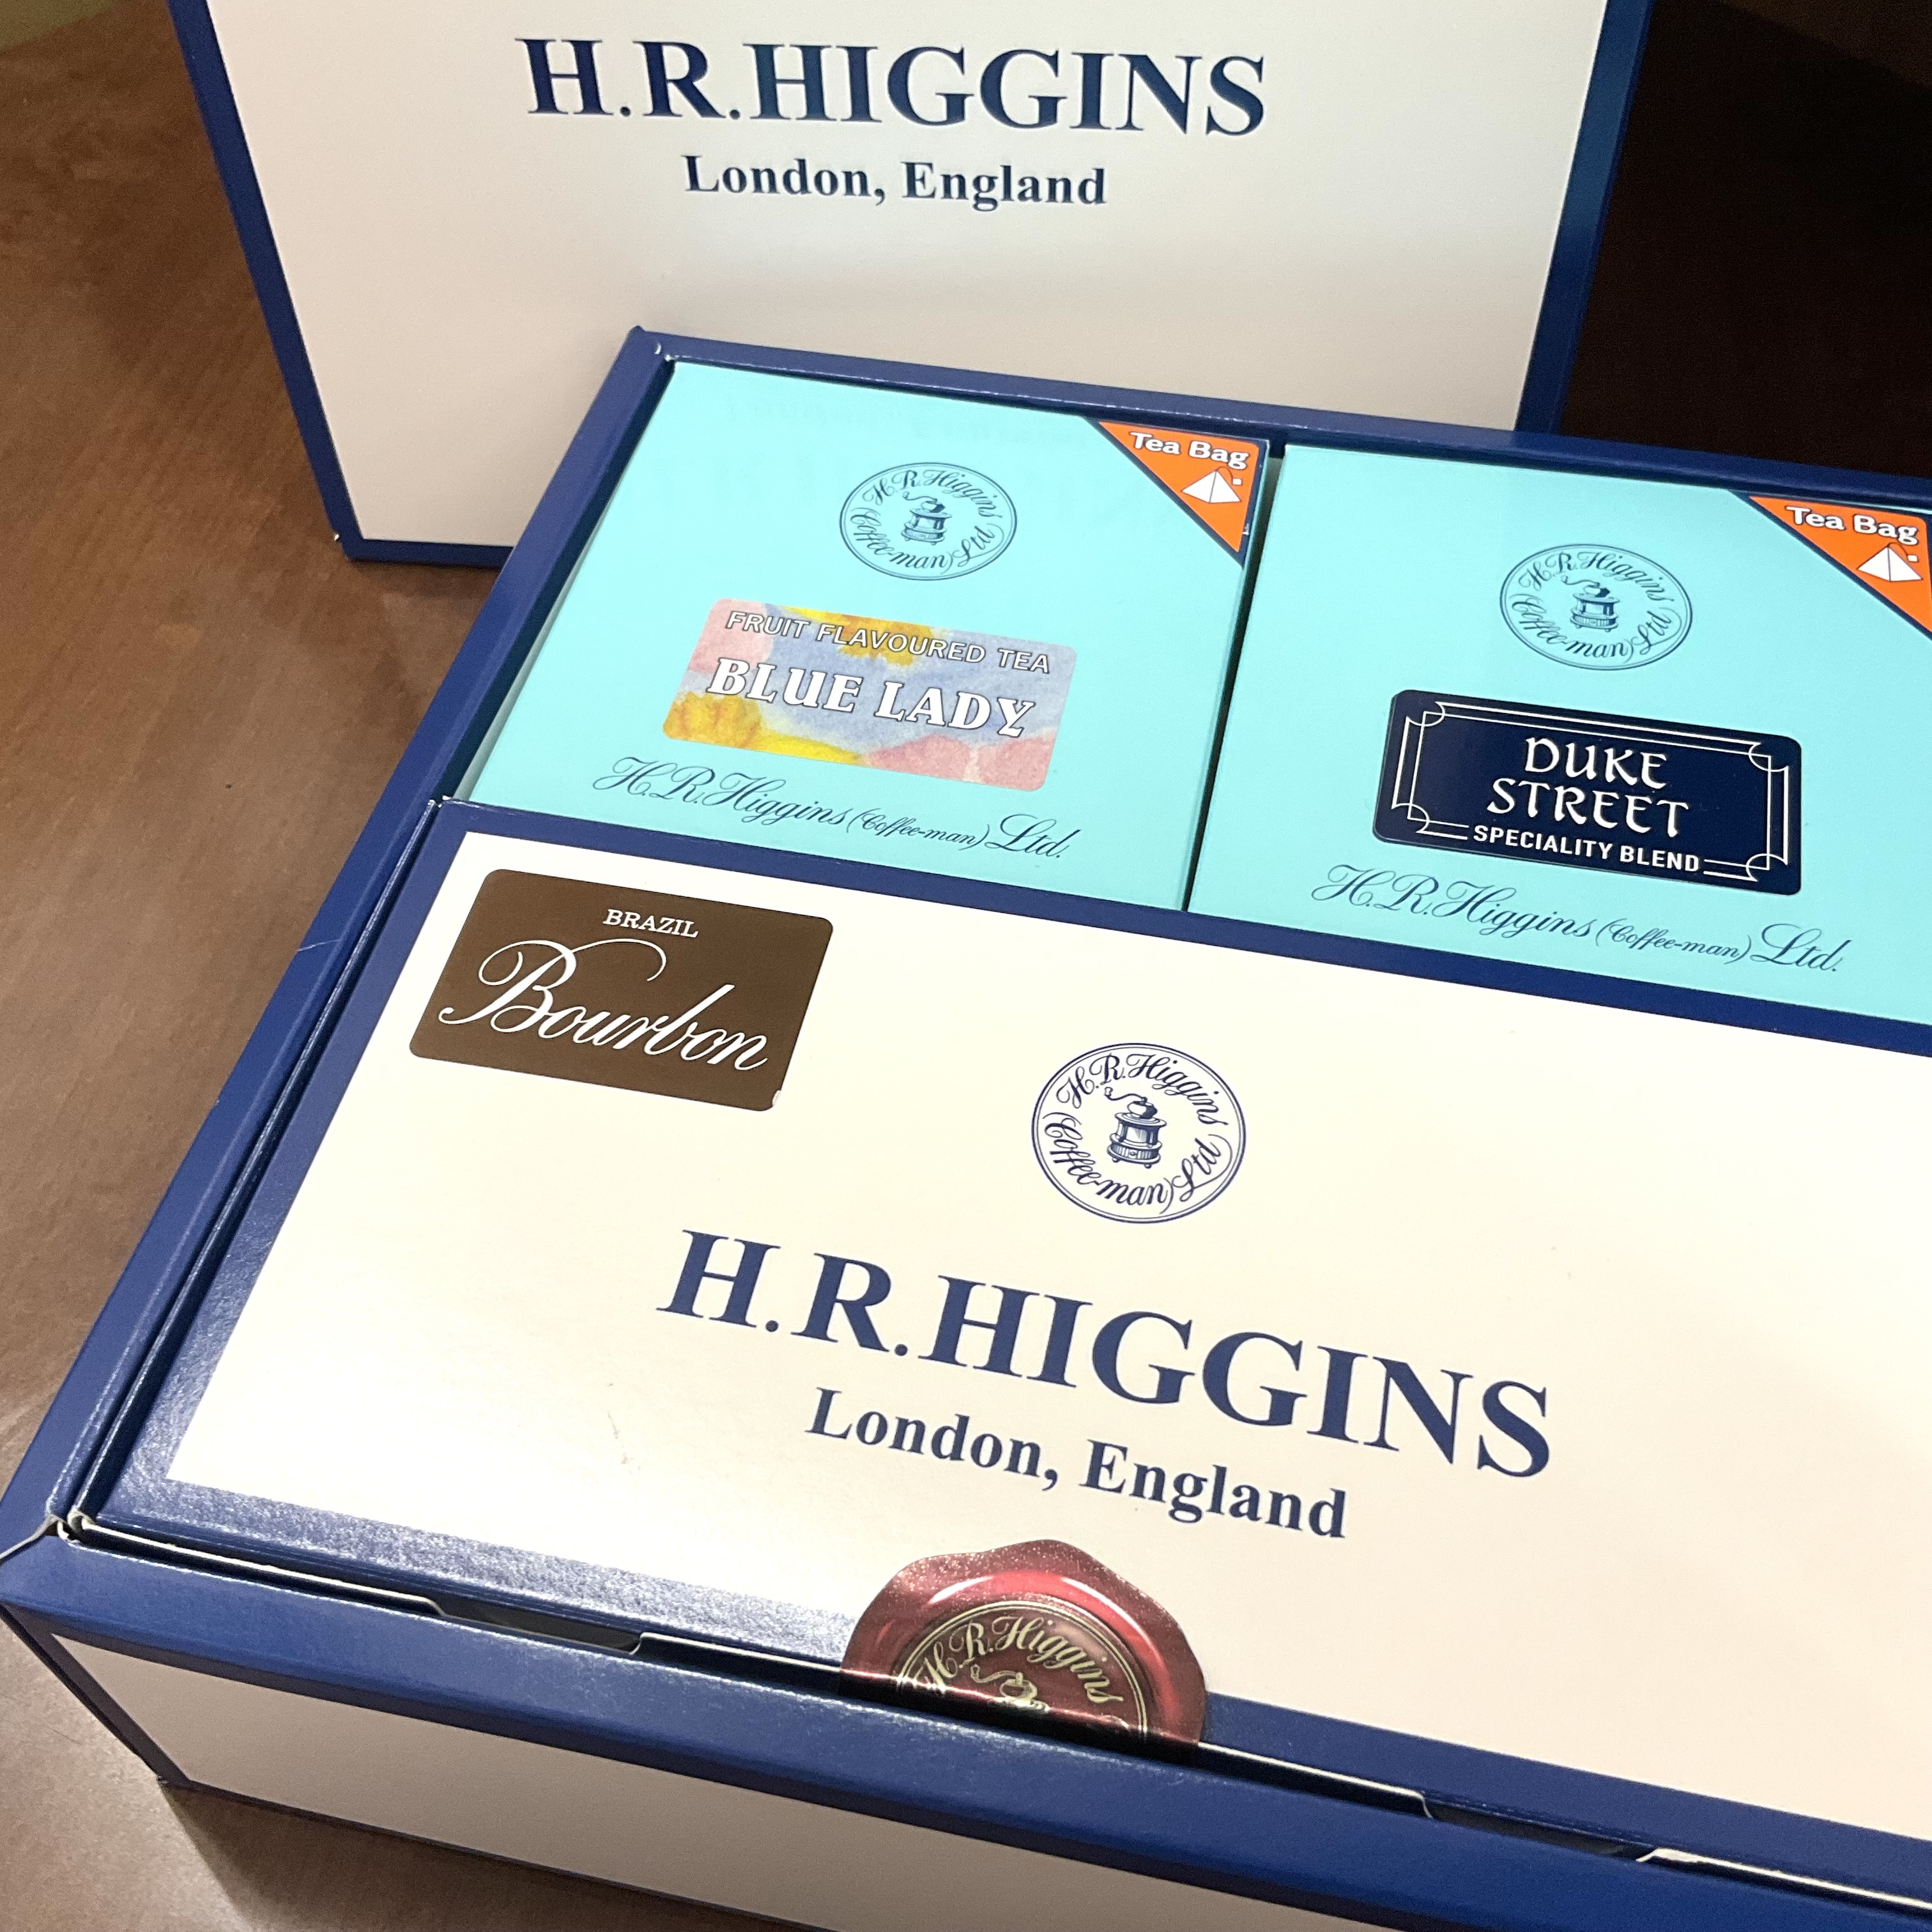 H.R.HIGGINS
London, England
Tea Bag
H.R.Higgins
(Coffee-man) Ltd
FRUIT FLAVOURED TEA
BLUE LADY
H.R.Higgins (Coffee-man) Ltd.
Tea Bag
H.R.Higgins
(Coffee-man) Ltd
DUKE
STREET
SPECIALITY BLEND
H.R.Higgins (Coffee-man) Ltd.
BRAZIL
Bourbon
H.R.Higgins
(Coffee-man) Ltd
H.R.HIGGINS
London, England
H.R.Higgins